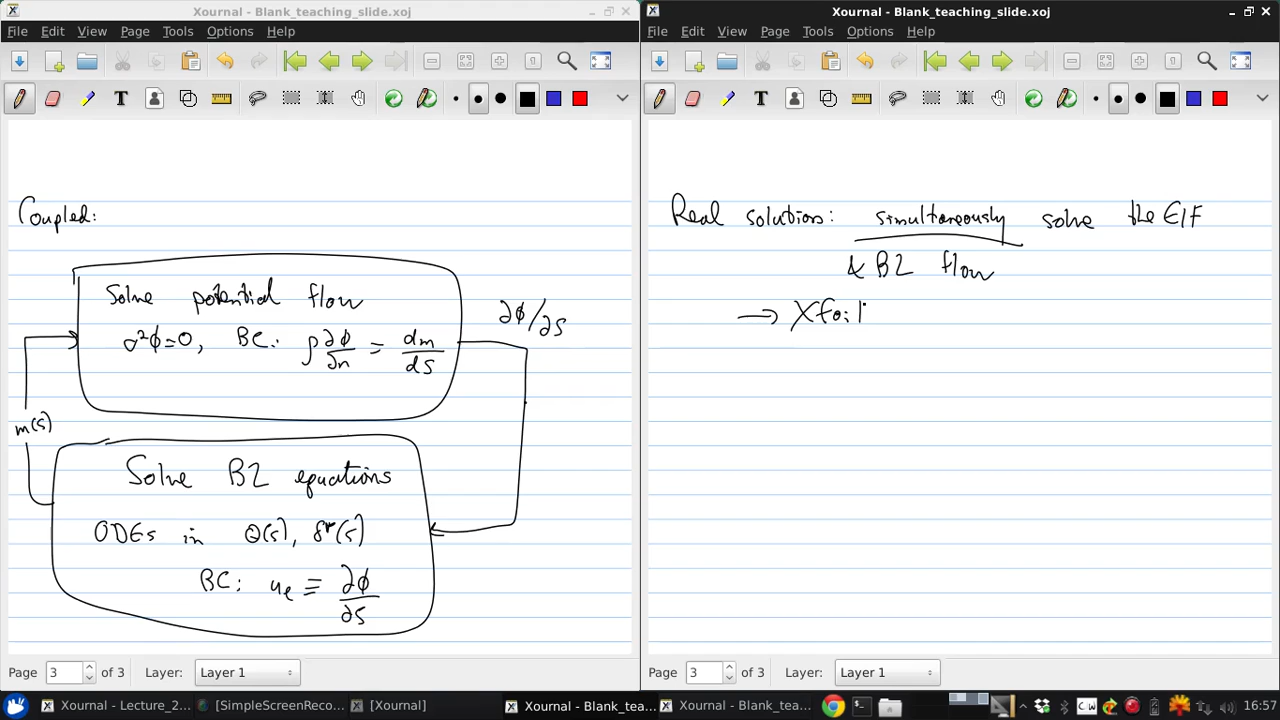 Xournal - Blank_teaching_slide.xoj
File Edit View Page Tools Options Help
Coupled:
Solve potential flow
σ²ϕ=0, BC: ρ ∂ϕ/∂n = dm/ds
∂ϕ/∂s
m(s)
Solve BL equations
ODEs in θ(s), δ*(s)
BC: uₑ ≡ ∂ϕ/∂s
Page 3 of 3 Layer: Layer 1
Xournal - Blank_teaching_slide.xoj
File Edit View Page Tools Options Help
Real solution: simultaneously solve the EIF
& BL flow
→ Xfoil
Page 3 of 3 Layer: Layer 1
Xournal - Lecture_2... [SimpleScreenReco... [Xournal] Xournal - Blank_tea... Xournal - Blank_tea... 16:57